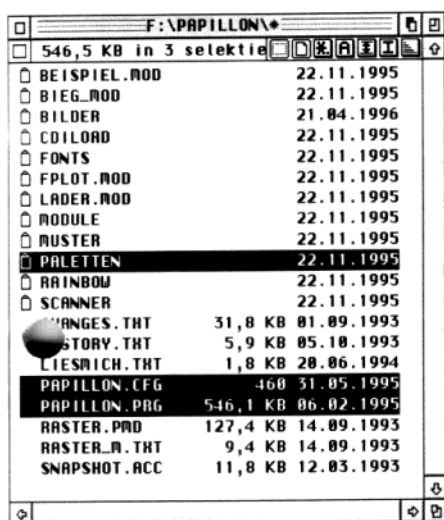 F:\PAPILLON\*
546,5 KB in 3 selektie
BEISPIEL.MOD 22.11.1995
BIEG_MOD 22.11.1995
BILDER 21.04.1996
CDILOAD 22.11.1995
FONTS 22.11.1995
FPLOT.MOD 22.11.1995
LADER.MOD 22.11.1995
MODULE 22.11.1995
MUSTER 22.11.1995
PALETTEN 22.11.1995
RAINBOW 22.11.1995
SCANNER 22.11.1995
ANGES.TXT 31,8 KB 01.09.1993
STORY.TXT 5,9 KB 05.10.1993
LIESMICH.TXT 1,8 KB 20.06.1994
PAPILLON.CFG 460 31.05.1995
PAPILLON.PRG 546,1 KB 06.02.1995
RASTER.PMD 127,4 KB 14.09.1993
RASTER_M.TXT 9,4 KB 14.09.1993
SNAPSHOT.ACC 11,8 KB 12.03.1993